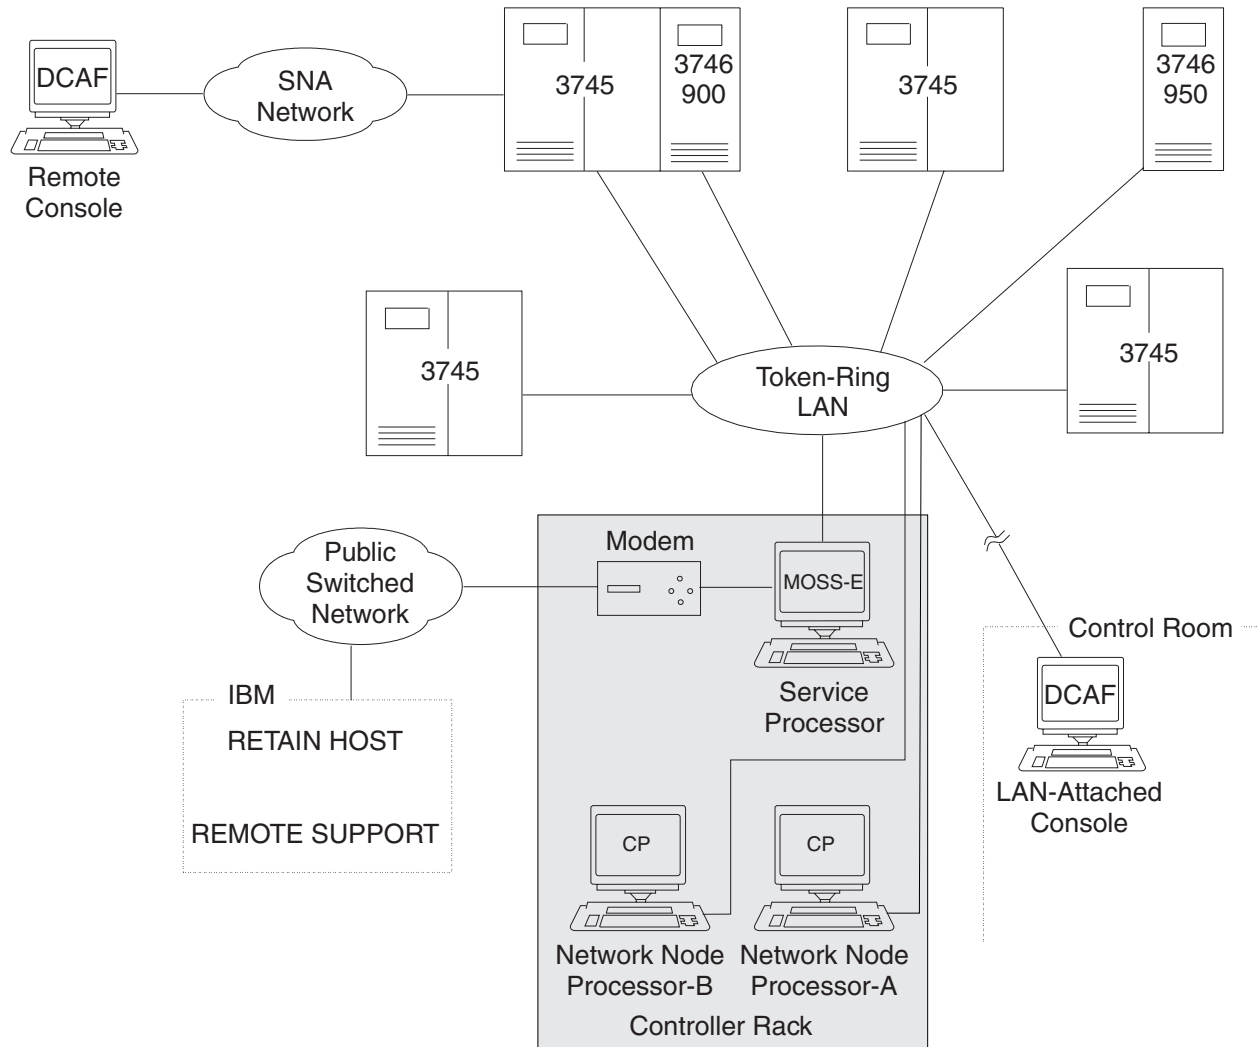 DCAF
Remote
Console
SNA
Network
3745
3746
900
3745
3746
950
3745
Token-Ring
LAN
3745
Public
Switched
Network
Modem
MOSS-E
Service
Processor
Control Room
DCAF
LAN-Attached
Console
IBM
RETAIN HOST
REMOTE SUPPORT
CP
Network Node
Processor-B
CP
Network Node
Processor-A
Controller Rack